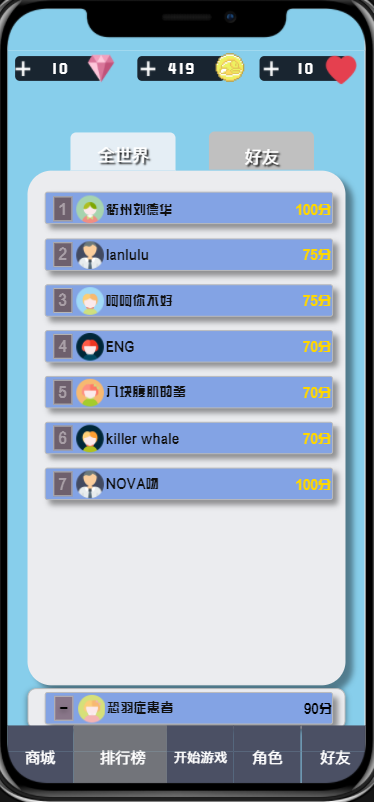 + 10 + 419 + 10
全世界 好友
1 衢州刘德华 100分
2 lanlulu 75分
3 呵呵你不好 75分
4 ENG 70分
5 八块腹肌的爹 70分
6 killer whale 70分
7 NOVA吻 100分
- 恐羽症患者 90分
商城 排行榜 开始游戏 角色 好友